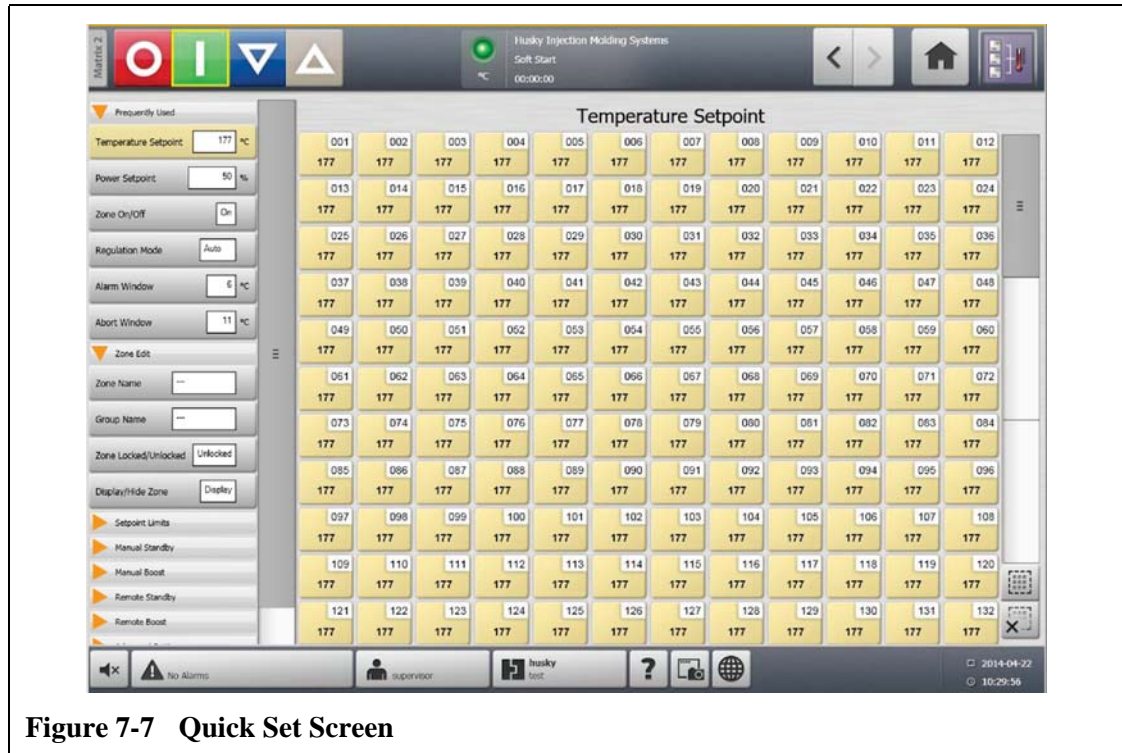 Matrix 2
Husky Injection Molding Systems
Soft Start
°C 00:00:00
Frequently Used
Temperature Setpoint 177 °C
Power Setpoint 50 %
Zone On/Off On
Regulation Mode Auto
Alarm Window 6 °C
Abort Window 11 °C
Zone Edit
Zone Name ---
Group Name ---
Zone Locked/Unlocked Unlocked
Display/Hide Zone Display
Setpoint Limits
Manual Standby
Manual Boost
Remote Standby
Remote Boost
Temperature Setpoint
001 002 003 004 005 006 007 008 009 010 011 012
177 177 177 177 177 177 177 177 177 177 177 177
013 014 015 016 017 018 019 020 021 022 023 024
177 177 177 177 177 177 177 177 177 177 177 177
025 026 027 028 029 030 031 032 033 034 035 036
177 177 177 177 177 177 177 177 177 177 177 177
037 038 039 040 041 042 043 044 045 046 047 048
177 177 177 177 177 177 177 177 177 177 177 177
049 050 051 052 053 054 055 056 057 058 059 060
177 177 177 177 177 177 177 177 177 177 177 177
061 062 063 064 065 066 067 068 069 070 071 072
177 177 177 177 177 177 177 177 177 177 177 177
073 074 075 076 077 078 079 080 081 082 083 084
177 177 177 177 177 177 177 177 177 177 177 177
085 086 087 088 089 090 091 092 093 094 095 096
177 177 177 177 177 177 177 177 177 177 177 177
097 098 099 100 101 102 103 104 105 106 107 108
177 177 177 177 177 177 177 177 177 177 177 177
109 110 111 112 113 114 115 116 117 118 119 120
177 177 177 177 177 177 177 177 177 177 177 177
121 122 123 124 125 126 127 128 129 130 131 132
177 177 177 177 177 177 177 177 177 177 177 177
No Alarms
supervisor
husky
test
?
2014-04-22
10:29:56
Figure 7-7 Quick Set Screen